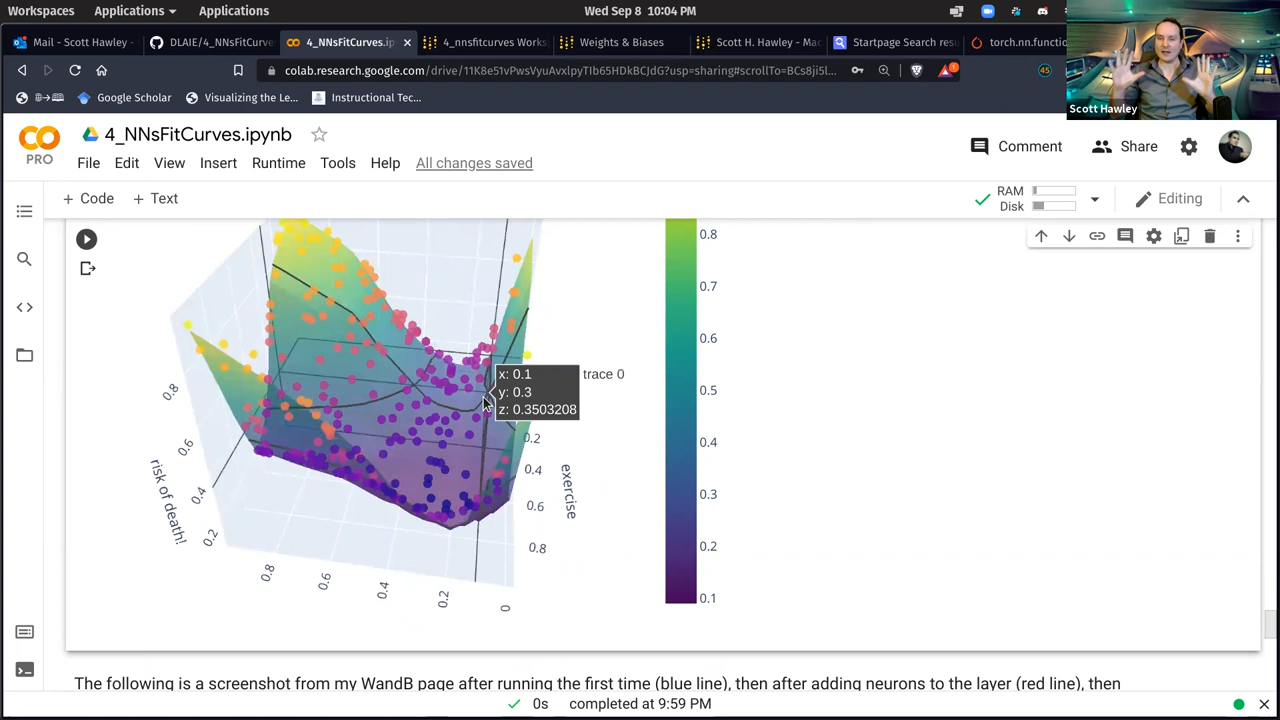 Workspaces Applications Applications Wed Sep 8 10:04 PM
Mail - Scott Hawley - DLAIE/4_NNsFitCurve 4_NNsFitCurves.ip 4_nnsfitcurves Works Weights & Biases Scott H. Hawley - Mac Startpage Search resu torch.nn.functio
colab.research.google.com/drive/11K8e51vPwsVyuAvxlpyTIb65HDkBCJdG?usp=sharing#scrollTo=BCs8ji5l... 1 45
Google Scholar Visualizing the Le... Instructional Tec...
Scott Hawley
4_NNsFitCurves.ipynb
PRO
File Edit View Insert Runtime Tools Help All changes saved
Comment Share
+ Code + Text
RAM
Disk
Editing
0.8
0.7
0.6
0.5
0.4
0.3
0.2
0.1
x: 0.1
y: 0.3
z: 0.3503208
trace 0
0.8
0.6
0.4
0.2
risk of death!
0.2
0.4
0.6
0.8
exercise
0.8 0.6 0.4 0.2 0
The following is a screenshot from my WandB page after running the first time (blue line), then after adding neurons to the layer (red line), then
0s completed at 9:59 PM